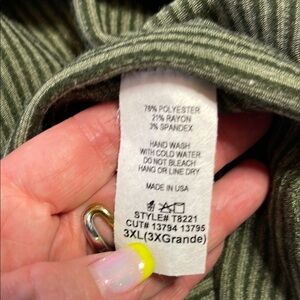 76% POLYESTER
21% RAYON
3% SPANDEX
HAND WASH
WITH COLD WATER
DO NOT BLEACH
HANG OR LINE DRY
MADE IN USA
STYLE# T8221
CUT# 13794 13795
3XL(3XGrande)